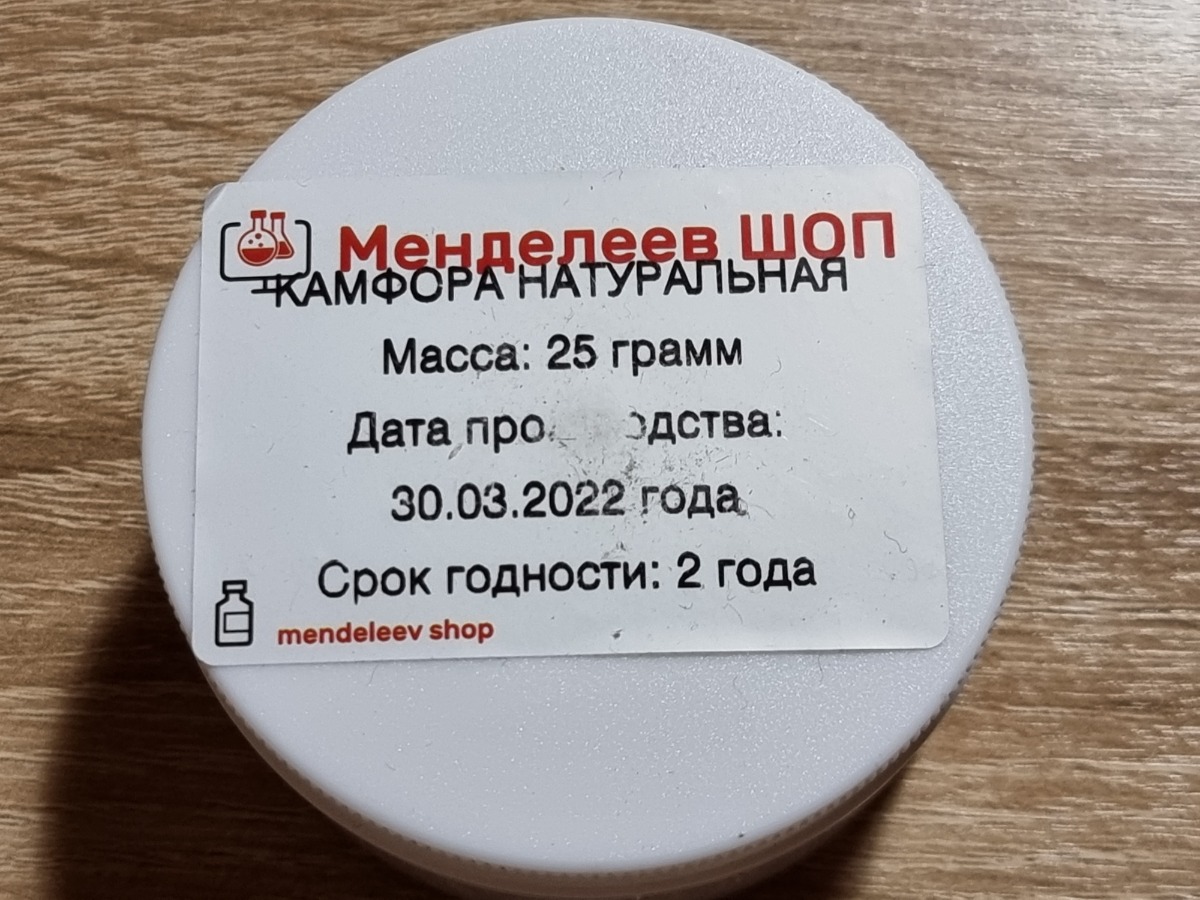 Менделеев ШОП
КАМФОРА НАТУРАЛЬНАЯ
Масса: 25 грамм
Дата
30.03.2022 года
Срок годности: 2 года
mendeleev shop